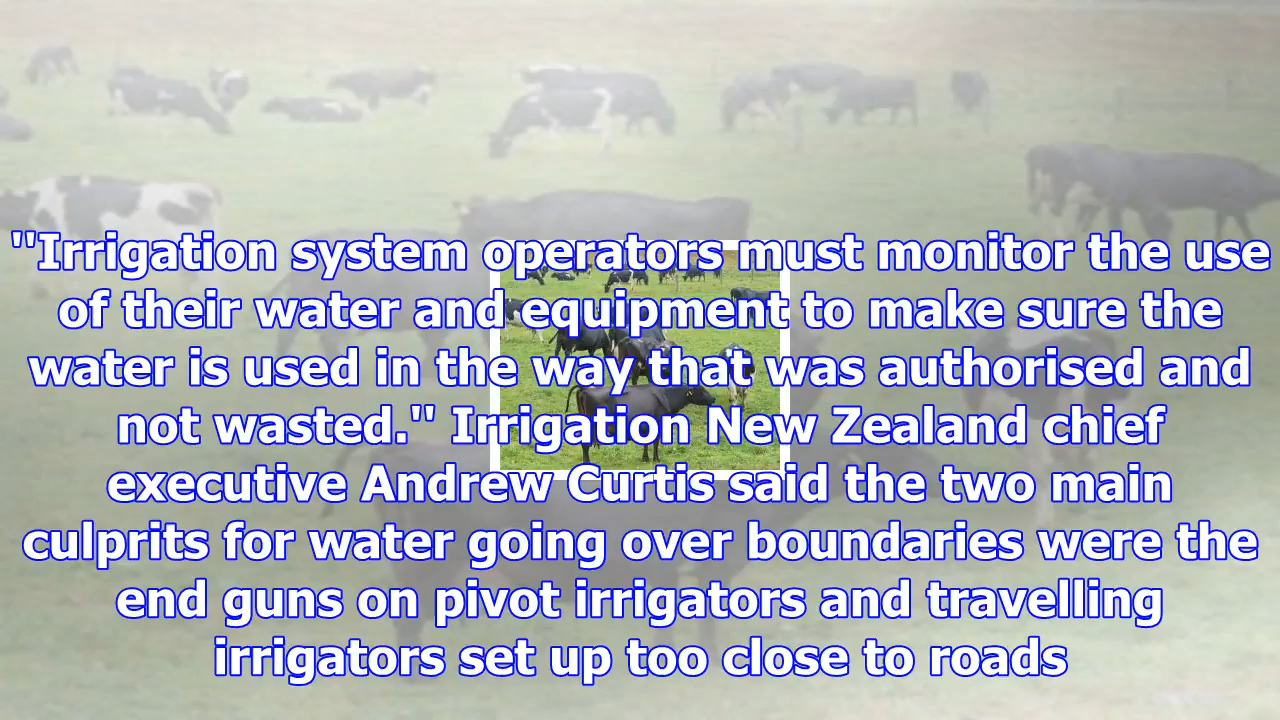 "Irrigation system operators must monitor the use
of their water and equipment to make sure the
water is used in the way that was authorised and
not wasted." Irrigation New Zealand chief
executive Andrew Curtis said the two main
culprits for water going over boundaries were the
end guns on pivot irrigators and travelling
irrigators set up too close to roads